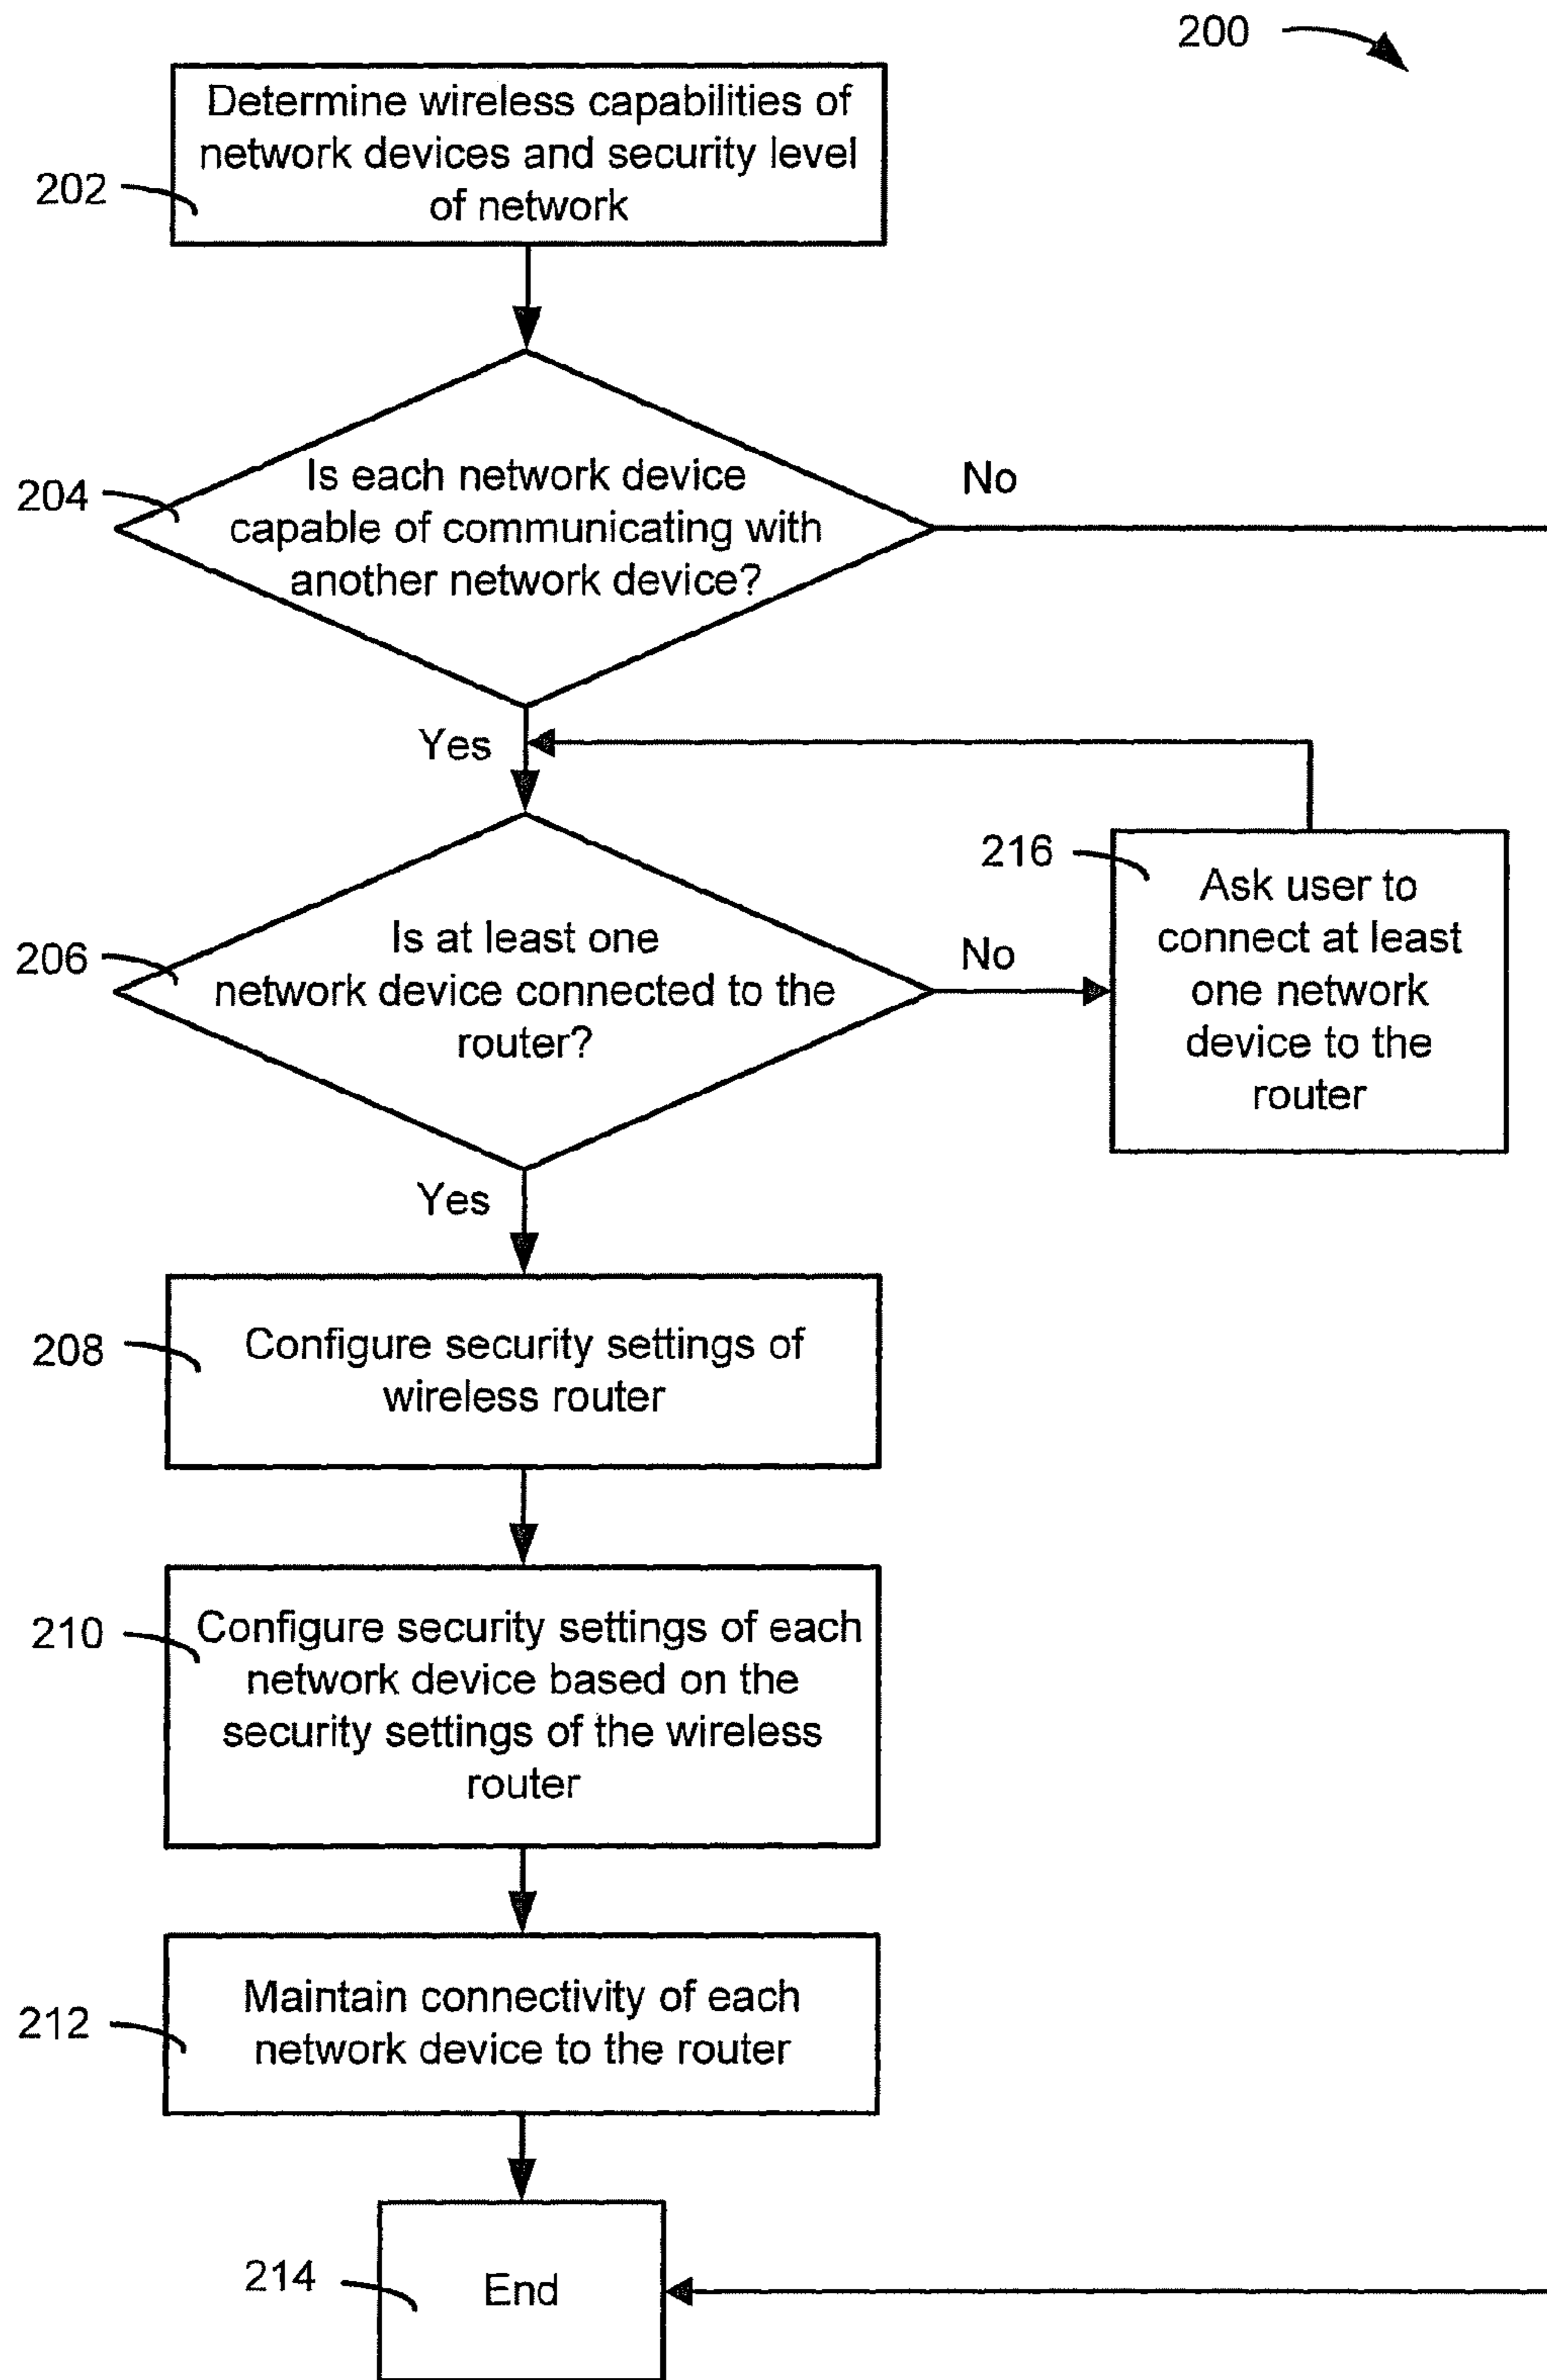 200
Determine wireless capabilities of
network devices and security level
of network
202
Is each network device
capable of communicating with
another network device?
204
No
Yes
Is at least one
network device connected to the
router?
206
No
216
Ask user to
connect at least
one network
device to the
router
Yes
208
Configure security settings of
wireless router
210
Configure security settings of each
network device based on the
security settings of the wireless
router
212
Maintain connectivity of each
network device to the router
214
End